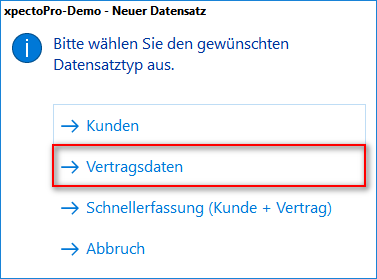 xpectoPro-Demo - Neuer Datensatz
Bitte wählen Sie den gewünschten
Datensatztyp aus.
Kunden
Vertragsdaten
Schnellerfassung (Kunde + Vertrag)
Abbruch